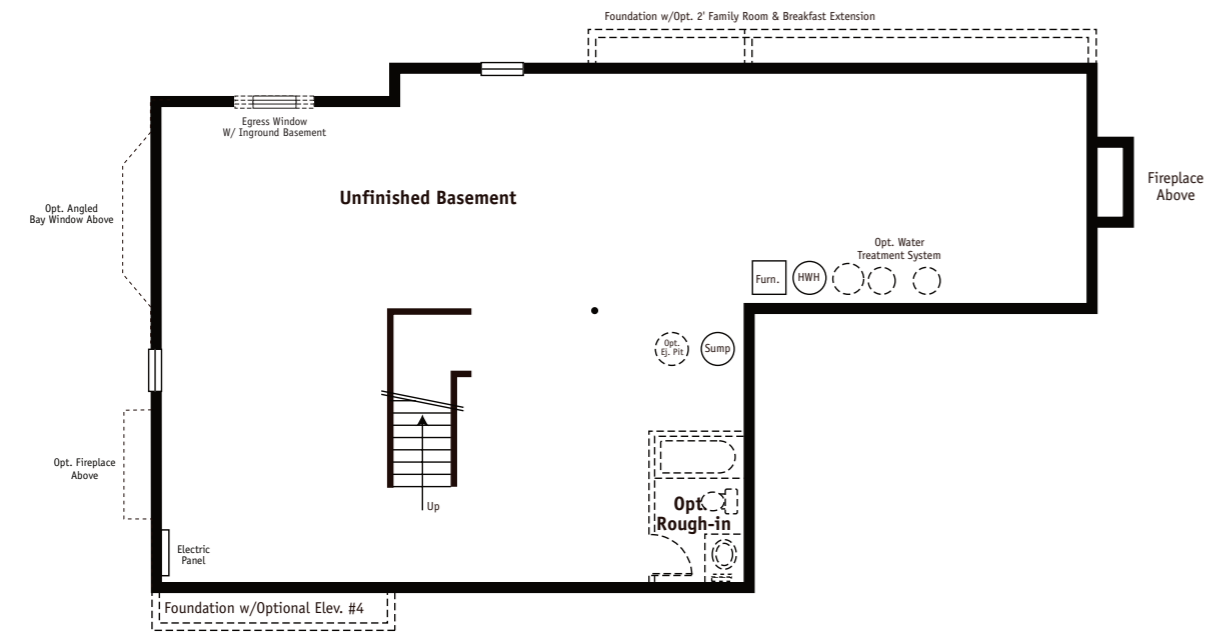 Foundation w/Opt. 2' Family Room & Breakfast Extension
Egress Window
W/ Inground Basement
Unfinished Basement
Fireplace
Above
Opt. Angled
Bay Window Above
Opt. Water
Treatment System
Furn.
HWH
Opt.
Ej. Pit
Sump
Opt. Fireplace
Above
Up
Opt.
Rough-in
Electric
Panel
Foundation w/Optional Elev. #4